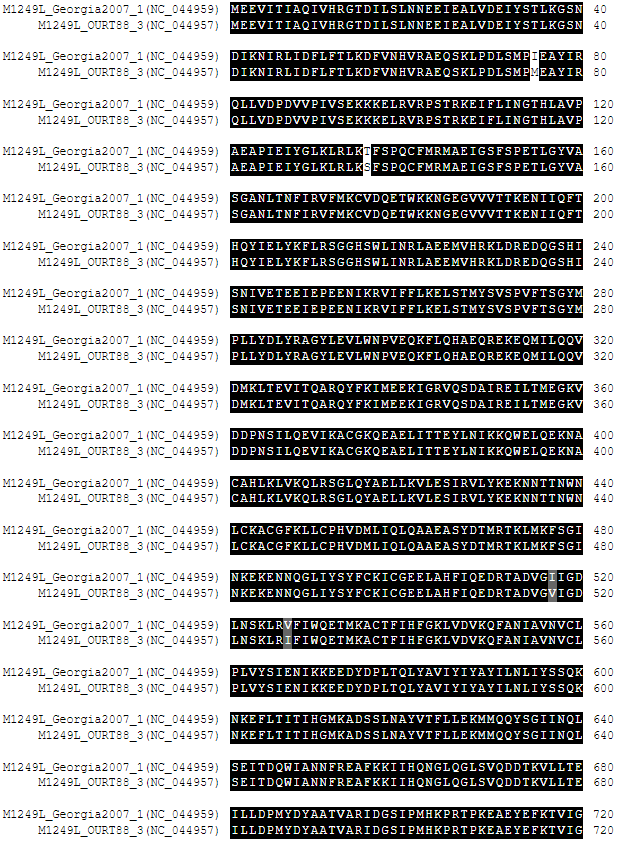 M1249L_Georgia2007_1(NC_044959) MEEVITIAQIVHRGTDILSLNNEEIEALVDEIYSTLKGSN 40
M1249L_OURT88_3(NC_044957) MEEVITIAQIVHRGTDILSLNNEEIEALVDEIYSTLKGSN 40
M1249L_Georgia2007_1(NC_044959) DIKNIRLIDFLFTLKDFVNHVRAEQSKLPDLSMPIEAYIR 80
M1249L_OURT88_3(NC_044957) DIKNIRLIDFLFTLKDFVNHVRAEQSKLPDLSMPMEAYIR 80
M1249L_Georgia2007_1(NC_044959) QLLVDPDVVPIVSEKKKELRVRPSTRKEIFLINGTHLAVP 120
M1249L_OURT88_3(NC_044957) QLLVDPDVVPIVSEKKKELRVRPSTRKEIFLINGTHLAVP 120
M1249L_Georgia2007_1(NC_044959) AEAPIEIYGLKLRLKTFSPQCFMRMAEIGSFSPETLGYVA 160
M1249L_OURT88_3(NC_044957) AEAPIEIYGLKLRLKSFSPQCFMRMAEIGSFSPETLGYVA 160
M1249L_Georgia2007_1(NC_044959) SGANLTNFIRVFMKCVDQETWKKNGEGVVVTTKENIIQFT 200
M1249L_OURT88_3(NC_044957) SGANLTNFIRVFMKCVDQETWKKNGEGVVVTTKENIIQFT 200
M1249L_Georgia2007_1(NC_044959) HQYIELYKFLRSGGHSWLINRLAEEMVHRKLDREDQGSHI 240
M1249L_OURT88_3(NC_044957) HQYIELYKFLRSGGHSWLINRLAEEMVHRKLDREDQGSHI 240
M1249L_Georgia2007_1(NC_044959) SNIVETEEIEPEENIKRVIFFLKELSTMYSVSPVFTSGYM 280
M1249L_OURT88_3(NC_044957) SNIVETEEIEPEENIKRVIFFLKELSTMYSVSPVFTSGYM 280
M1249L_Georgia2007_1(NC_044959) PLLYDLYRAGYLEVLWNPVEQKFLQHAEQREKEQMILQQV 320
M1249L_OURT88_3(NC_044957) PLLYDLYRAGYLEVLWNPVEQKFLQHAEQREKEQMILQQV 320
M1249L_Georgia2007_1(NC_044959) DMKLTEVITQARQYFKIMEEKIGRVQSDAIREILTMEGKV 360
M1249L_OURT88_3(NC_044957) DMKLTEVITQARQYFKIMEEKIGRVQSDAIREILTMEGKV 360
M1249L_Georgia2007_1(NC_044959) DDPNSILQEVIKACGKQEAELITTEYLNIKKQWELQEKNA 400
M1249L_OURT88_3(NC_044957) DDPNSILQEVIKACGKQEAELITTEYLNIKKQWELQEKNA 400
M1249L_Georgia2007_1(NC_044959) CAHLKLVKQLRSGLQYAELLKVLESIRVLYKEKNNTTNWN 440
M1249L_OURT88_3(NC_044957) CAHLKLVKQLRSGLQYAELLKVLESIRVLYKEKNNTTNWN 440
M1249L_Georgia2007_1(NC_044959) LCKACGFKLLCPHVDMLIQLQAAEASYDTMRTKLMKFSGI 480
M1249L_OURT88_3(NC_044957) LCKACGFKLLCPHVDMLIQLQAAEASYDTMRTKLMKFSGI 480
M1249L_Georgia2007_1(NC_044959) NKEKENNQGLIYSYFCKICGEELAHFIQEDRTADVGIIGD 520
M1249L_OURT88_3(NC_044957) NKEKENNQGLIYSYFCKICGEELAHFIQEDRTADVGVIGD 520
M1249L_Georgia2007_1(NC_044959) LNSKLRVFIWQETMKACTFIHFGKLVDVKQFANIAVNVCL 560
M1249L_OURT88_3(NC_044957) LNSKLRIFIWQETMKACTFIHFGKLVDVKQFANIAVNVCL 560
M1249L_Georgia2007_1(NC_044959) PLVYSIENIKKEEDYDPLTQLYAVIYIYAYILNLIYSSQK 600
M1249L_OURT88_3(NC_044957) PLVYSIENIKKEEDYDPLTQLYAVIYIYAYILNLIYSSQK 600
M1249L_Georgia2007_1(NC_044959) NKEFLTITIHGMKADSSLNAYVTFLLEKMMQQYSGIINQL 640
M1249L_OURT88_3(NC_044957) NKEFLTITIHGMKADSSLNAYVTFLLEKMMQQYSGIINQL 640
M1249L_Georgia2007_1(NC_044959) SEITDQWIANNFREAFKKIIHQNGLQGLSVQDDTKVLLTE 680
M1249L_OURT88_3(NC_044957) SEITDQWIANNFREAFKKIIHQNGLQGLSVQDDTKVLLTE 680
M1249L_Georgia2007_1(NC_044959) ILLDPMYDYAATVARIDGSIPMHKPRTPKEAEYEFKTVIG 720
M1249L_OURT88_3(NC_044957) ILLDPMYDYAATVARIDGSIPMHKPRTPKEAEYEFKTVIG 720